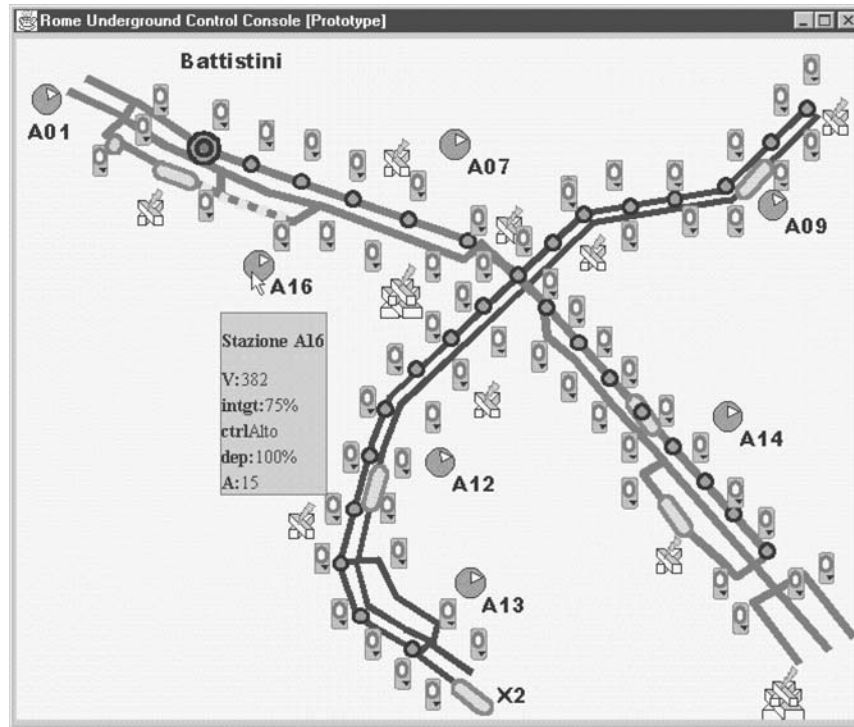 Rome Underground Control Console [Prototype]
Battistini
A01
A07
A09
A16
Stazione A16
V:382
intgt:75%
ctrlAlto
dep:100%
A:15
A14
A12
A13
X2